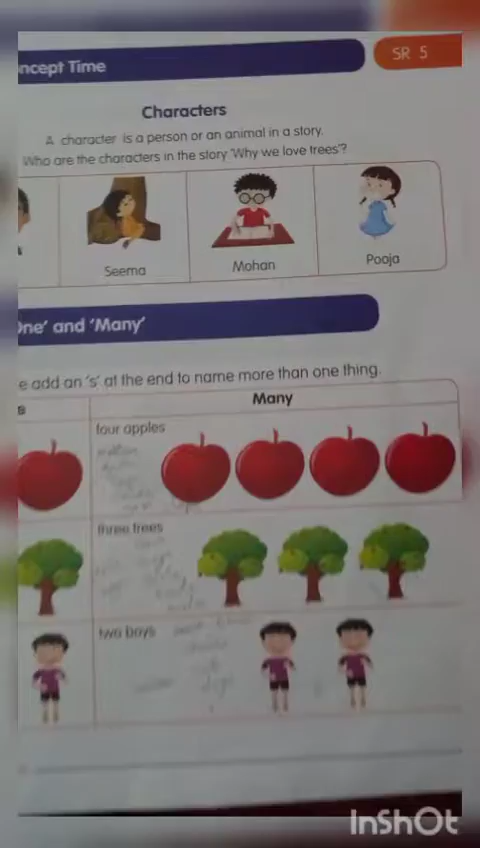 ncept Time
SR 5
Characters
A character is a person or an animal in a story.
Who are the characters in the story 'Why we love trees'?
Seema
Mohan
Pooja
One' and 'Many'
e add an 's' at the end to name more than one thing.
s
Many
four apples
three trees
two boys
InShOt